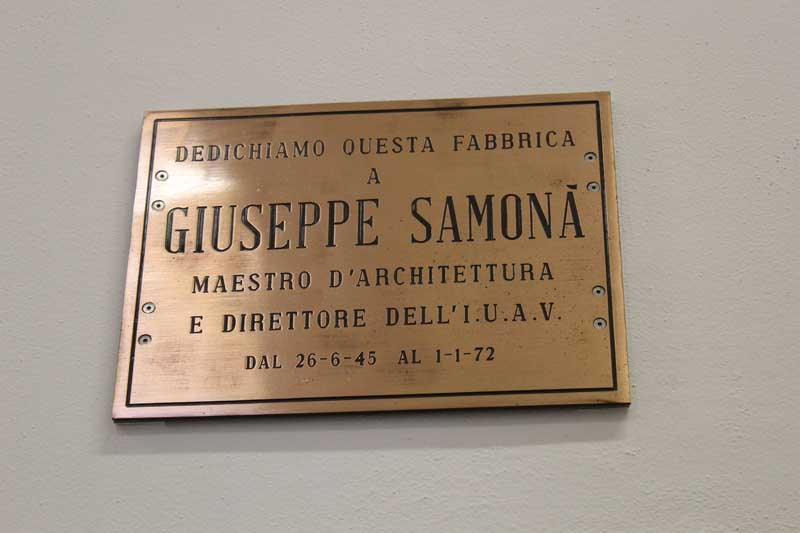 DEDICHIAMO QUESTA FABBRICA
A
GIUSEPPE SAMONÀ
MAESTRO D'ARCHITETTURA
E DIRETTORE DELL'I.U.A.V.
DAL 26-6-45 AL 1-1-72